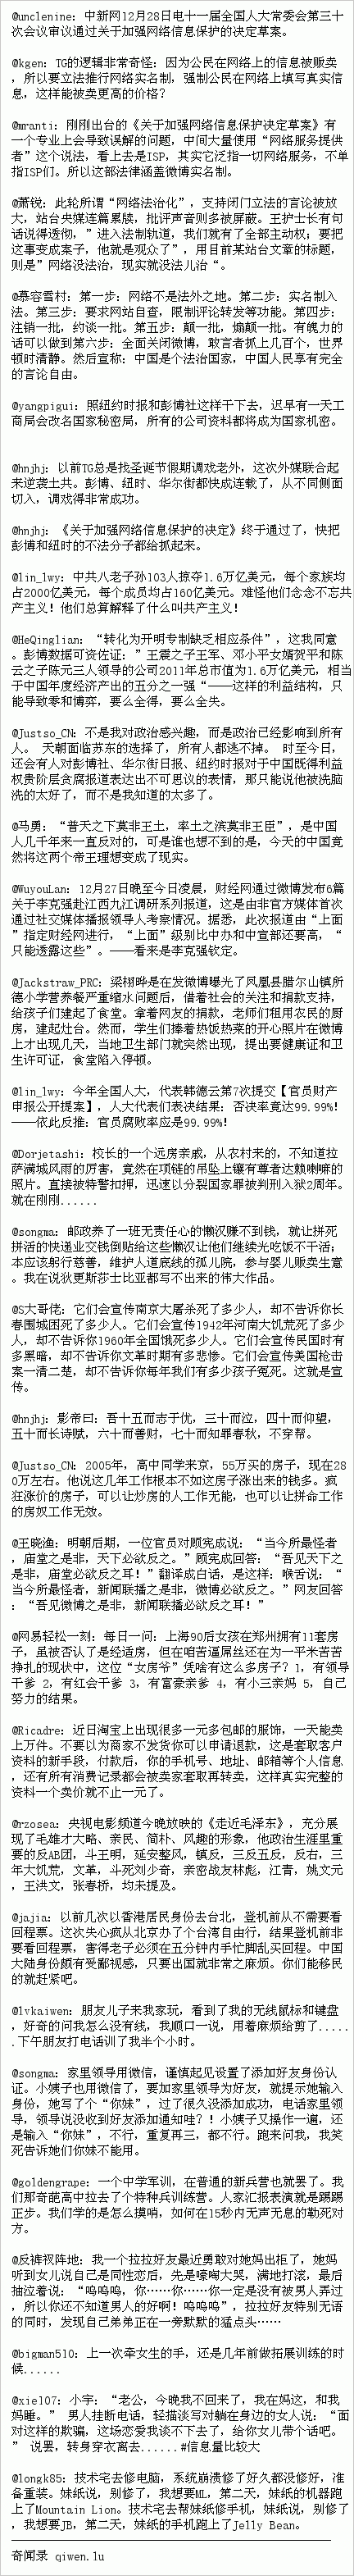 @unclenine: 中新网12月28日电十一届全国人大常委会第三十
次会议审议通过关于加强网络信息保护的决定草案。
@kgen: TG的逻辑非常奇怪: 因为公民在网络上的信息被贩卖
，所以要立法推行网络实名制，强制公民在网络上填写真实信
息，这样能被卖更高的价格?
@mranti: 刚刚出台的《关于加强网络信息保护决定草案》有
一个专业上会导致误解的问题，中间大量使用“网络服务提供
者”这个说法，看上去是ISP，其实它泛指一切网络服务，不单
指ISP们。所以这部法律涵盖微博实名制。
@萧锐: 此轮所谓“网络法治化”，支持闭门立法的言论被放
大，站台央媒连篇累牍，批评声音则多被屏蔽。王护士长有句
话说得透彻，”进入法制轨道，我们就有了全部主动权；要把
这事变成案子，他就是观众了”，用目前某站台文章的标题，
则是”网络没法治，现实就没法儿治“。
@慕容雪村: 第一步: 网络不是法外之地。第二步: 实名制入
法。第三步: 要求网站自查，限制评论转发等功能。第四步:
注销一批，约谈一批。第五步: 颠一批，煽颠一批。有魄力的
话可以做到第六步: 全面关闭微博，敢言者抓上几百个，世界
顿时清静。然后宣称: 中国是个法治国家，中国人民享有完全
的言论自由。
@yangpigui: 照纽约时报和彭博社这样干下去，迟早有一天工
商局会改名国家秘密局，所有的公司资料都将成为国家机密。
@hnjhj: 以前TG总是找圣诞节假期调戏老外，这次外媒联合起
来逆袭土共。彭博、纽时、华尔街都快成连载了，从不同侧面
切入，调戏得非常成功。
@hnjhj: 《关于加强网络信息保护的决定》终于通过了，快把
彭博和纽时的不法分子都给抓起来。
@lin_lwy: 中共八老子孙103人掠夺1.6万亿美元，每个家族均
占2000亿美元，每个成员均占160亿美元。难怪他们念念不忘共
产主义！他们总算解释了什么叫共产主义！
@HeQinglian: “转化为开明专制缺乏相应条件”，这我同意
。彭博数据可资佐证: ”王震之子王军、邓小平女婿贺平和陈
云之子陈元三人领导的公司2011年总市值为1.6万亿美元，相当
于中国年度经济产出的五分之一强“——这样的利益结构，只
能导致零和博弈，要么全得，要么全失。
@Justso_CN: 不是我对政治感兴趣，而是政治已经影响到所有
人。 天朝面临苏东的选择了，所有人都逃不掉。 时至今日，
还会有人对彭博社、华尔街日报、纽约时报对于中国既得利益
权贵阶层贪腐报道表达出不可思议的表情，那只能说他被洗脑
洗的太好了，而不是我知道的太多了。
@马勇: “普天之下莫非王土，率土之滨莫非王臣”，是中国
人几千年来一直反对的，可是谁也想不到的是，今天的中国竟
然将这两个帝王理想变成了现实。
@WuyouLan: 12月27日晚至今日凌晨，财经网通过微博发布6篇
关于李克强赴江西九江调研系列报道，这是由非官方媒体首次
通过社交媒体播报领导人考察情况。据悉，此次报道由“上面
”指定财经网进行，“上面”级别比中办和中宣部还要高，“
只能透露这些”。——看来是李克强钦定。
@Jackstraw_PRC: 梁栩晔是在发微博曝光了凤凰县腊尔山镇所
德小学营养餐严重缩水问题后，借着社会的关注和捐款支持，
给孩子们建起了食堂。拿着网友的捐款，老师们租用农民的厨
房，建起灶台。然而，学生们捧着热饭热菜的开心照片在微博
上才出现几天，当地卫生部门就突然出现，提出要健康证和卫
生许可证，食堂陷入停顿。
@lin_lwy: 今年全国人大，代表韩德云第7次提交【官员财产
申报公开提案】，人大代表们表决结果: 否决率竟达99.99%!
——依此反推: 官员腐败率应是99.99%!
@Dorjetashi: 校长的一个远房亲戚，从农村来的，不知道拉
萨满城风雨的厉害，竟然在项链的吊坠上镶有尊者达赖喇嘛的
照片。直接被特警扣押，迅速以分裂国家罪被判刑入狱2周年。
就在刚刚......
@songma: 邮政养了一班无责任心的懒汉赚不到钱，就让拼死
拼活的快递业交钱倒贴给这些懒汉让他们继续光吃饭不干活；
本应该躬行慈善，维护人道底线的孤儿院，参与婴儿贩卖生意
。我在说狄更斯莎士比亚都写不出来的伟大作品。
@S大哥佬: 它们会宣传南京大屠杀死了多少人，却不告诉你长
春围城困死了多少人。它们会宣传1942年河南大饥荒死了多少
人，却不告诉你1960年全国饿死多少人。它们会宣传民国时有
多黑暗，却不告诉你文革时期有多悲惨。它们会宣传美国枪击
案一清二楚，却不告诉你每年我们有多少孩子冤死。这就是宣
传。
@hnjhj: 影帝曰: 吾十五而志于优，三十而泣，四十而仰望，
五十而长诗赋，六十而善财，七十而知罪春秋，不穿帮。
@Justso_CN: 2005年，高中同学来京，55万买的房子，现在28
0万左右。他说这几年工作根本不如这房子涨出来的钱多。疯
狂涨价的房子，可以让炒房的人工作无能，也可以让拼命工作
的房奴工作无效。
@王晓渔: 明朝后期，一位官员对顾宪成说: “当今所最怪者
，庙堂之是非，天下必欲反之。”顾宪成回答: “吾见天下之
是非，庙堂必欲反之耳！”翻译成白话，是这样: 喉舌说: “
当今所最怪者，新闻联播之是非，微博必欲反之。”网友回答
: “吾见微博之是非，新闻联播必欲反之耳！”
@网易轻松一刻: 每日一问: 上海90后女孩在郑州拥有11套房
子，虽被否认了是经适房，但在咱苦逼屌丝还在为一平米苦苦
挣扎的现状中，这位“女房爷”凭啥有这么多房子? 1，有领导
干爹 2，有红会干爹 3，有富豪亲爹 4，有小三亲妈 5，自己
努力的结果。
@Ricadre: 近日淘宝上出现很多一元多包邮的服饰，一天能卖
上万件。不要以为商家不发货你可以申请退款，这是套取客户
资料的新手段，付款后，你的手机号、地址、邮箱等个人信息
，还有所有消费记录都会被卖家套取再转卖，这样真实完整的
资料一个卖价就不止一元了。
@rzosea: 央视电影频道今晚放映的《走近毛泽东》，充分展
现了毛雄才大略、亲民、简朴、风趣的形象，他政治生涯里重
要的反AB团，斗王明，延安整风，镇反，三反五反，反右，三
年大饥荒，文革，斗死刘少奇，亲密战友林彪，江青，姚文元
，王洪文，张春桥，均未提及。
@jajia: 以前几次以香港居民身份去台北，登机前从不需要看
回程票。这次失心疯从北京办了个台湾自由行，结果登机前非
要看回程票，害得老子必须在五分钟内手忙脚乱买回程。中国
大陆身份颇有受鄙视感，只要出国就非常之麻烦。你们能移民
的就赶紧吧。
@lvkaiwen: 朋友儿子来我家玩，看到了我的无线鼠标和键盘
，好奇的问我怎么没有线，我顺口一说，用着麻烦给剪了.....
.下午朋友打电话训了我半个小时。
@songma: 家里领导用微信，谨慎起见设置了添加好友身份认
证。小姨子也用微信了，要加家里领导为好友，就提示她输入
身份，她写了个“你妹”，过了很久没添加成功，电话家里领
导，领导说没收到好友添加通知哇？！小姨子又操作一遍，还
是输入“你妹”，不行，重复再三，都不行。跑来问我，我笑
死告诉她们你妹不能用。
@goldengrape: 一个中学军训，在普通的新兵营也就罢了。我
们那奇葩高中拉去了个特种兵训练营。人家汇报表演就是踢踢
正步。我们学的是怎么摸哨，如何在15秒内无声无息的勒死对
方。
@反裤衩阵地: 我一个拉拉好友最近勇敢对她妈出柜了，她妈
听到女儿说自己是同性恋后，先是嚎啕大哭，满地打滚，最后
抽泣着说: “呜呜呜，你……你……你一定是没有被男人弄过
，所以你还不知道男人的好啊！呜呜呜”，拉拉好友特别无语
的同时，发现自己弟弟正在一旁默默的猛点头……
@bigman510: 上一次牵女生的手，还是几年前做拓展训练的时
候......
@xiel07: 小宇: “老公，今晚我不回来了，我在妈这，和我
妈睡。” 男人挂断电话，轻描淡写对躺在身边的女人说: “面
对这样的欺骗，这场恋爱我谈不下去了，给你女儿带个话吧。
” 说罢，转身穿衣离去......#信息量比较大
@longk85: 技术宅去修电脑，系统崩溃修了好久都没修好，准
备重装。妹纸说，别修了，我想要ML，第二天，妹纸的机器跑
上了Mountain Lion。技术宅去帮妹纸修手机，妹纸说，别修了
，我想要JB，第二天，妹纸的手机跑上了Jelly Bean。
奇闻录 qiwen.lu